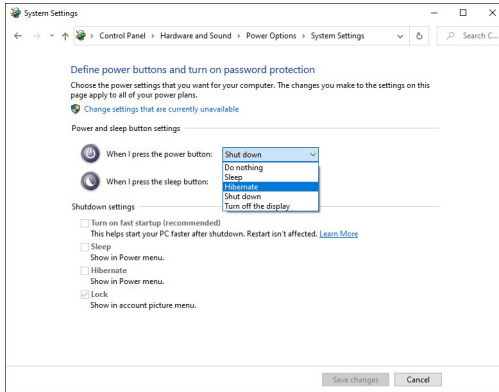 System Settings
Control Panel > Hardware and Sound > Power Options > System Settings
Search C...
Define power buttons and turn on password protection
Choose the power settings that you want for your computer. The changes you make to the settings on this
page apply to all of your power plans.
Change settings that are currently unavailable
Power and sleep button settings
When I press the power button: Shut down
Do nothing
Sleep
When I press the sleep button: Hibernate
Shut down
Turn off the display
Shutdown settings
Turn on fast startup (recommended)
This helps start your PC faster after shutdown. Restart isn't affected. Learn More
Sleep
Show in Power menu.
Hibernate
Show in Power menu.
Lock
Show in account picture menu.
Save changes Cancel